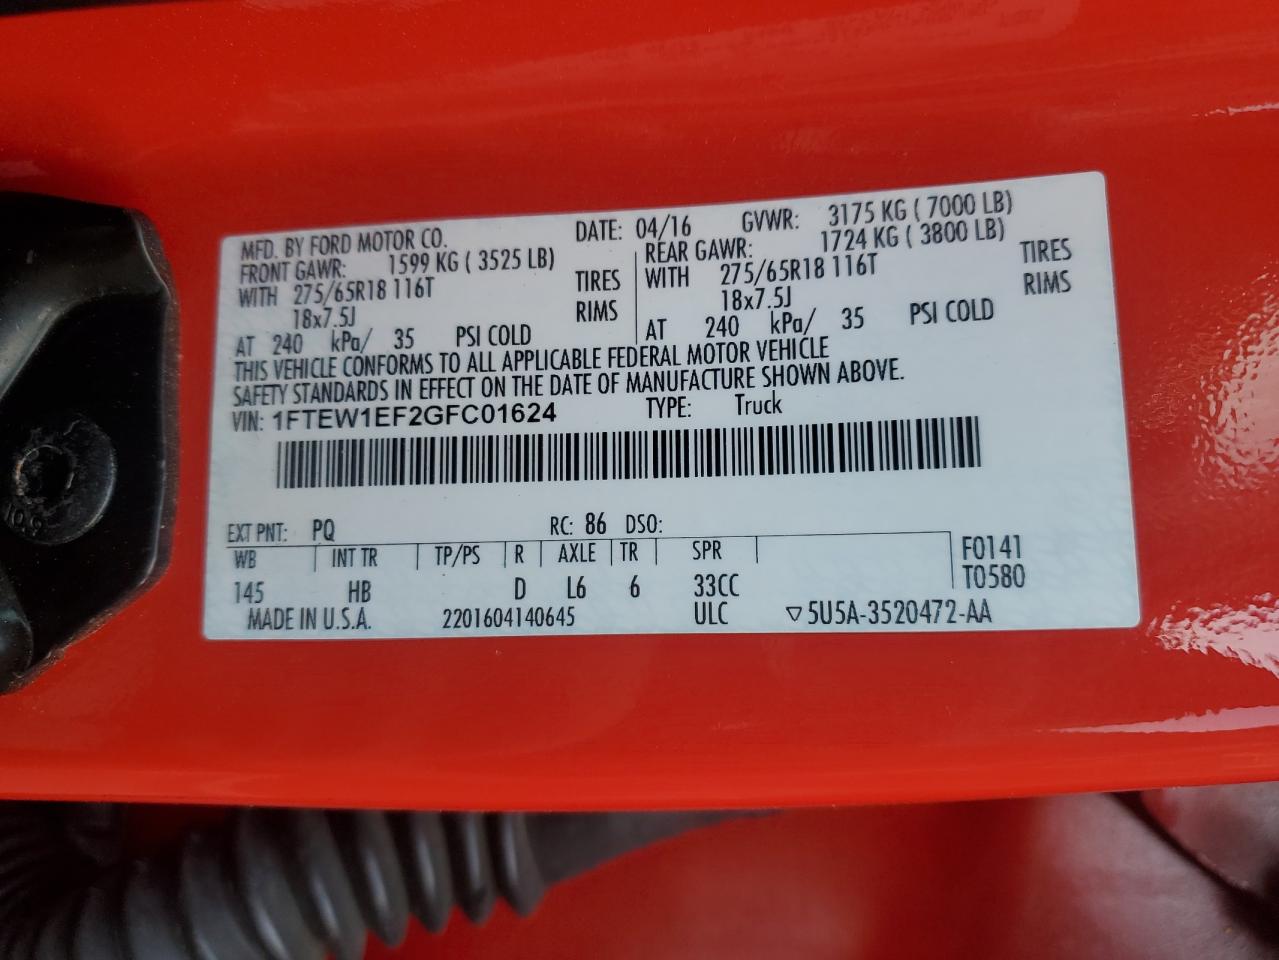 MFD. BY FORD MOTOR CO. DATE: 04/16 GVWR: 3175 KG ( 7000 LB)
FRONT GAWR: 1599 KG ( 3525 LB) REAR GAWR: 1724 KG ( 3800 LB)
WITH 275/65R18 116T TIRES WITH 275/65R18 116T TIRES
18x7.5J RIMS 18x7.5J RIMS
AT 240 kPa/ 35 PSI COLD AT 240 kPa/ 35 PSI COLD
THIS VEHICLE CONFORMS TO ALL APPLICABLE FEDERAL MOTOR VEHICLE
SAFETY STANDARDS IN EFFECT ON THE DATE OF MANUFACTURE SHOWN ABOVE.
VIN: 1FTEW1EF2GFC01624 TYPE: Truck
EXT PNT: PQ RC: 86 DSO:
WB INT TR TP/PS R AXLE TR SPR F0141
145 HB D L6 6 33CC T0580
MADE IN U.S.A. 2201604140645 ULC ▽5U5A-3520472-AA
10.9